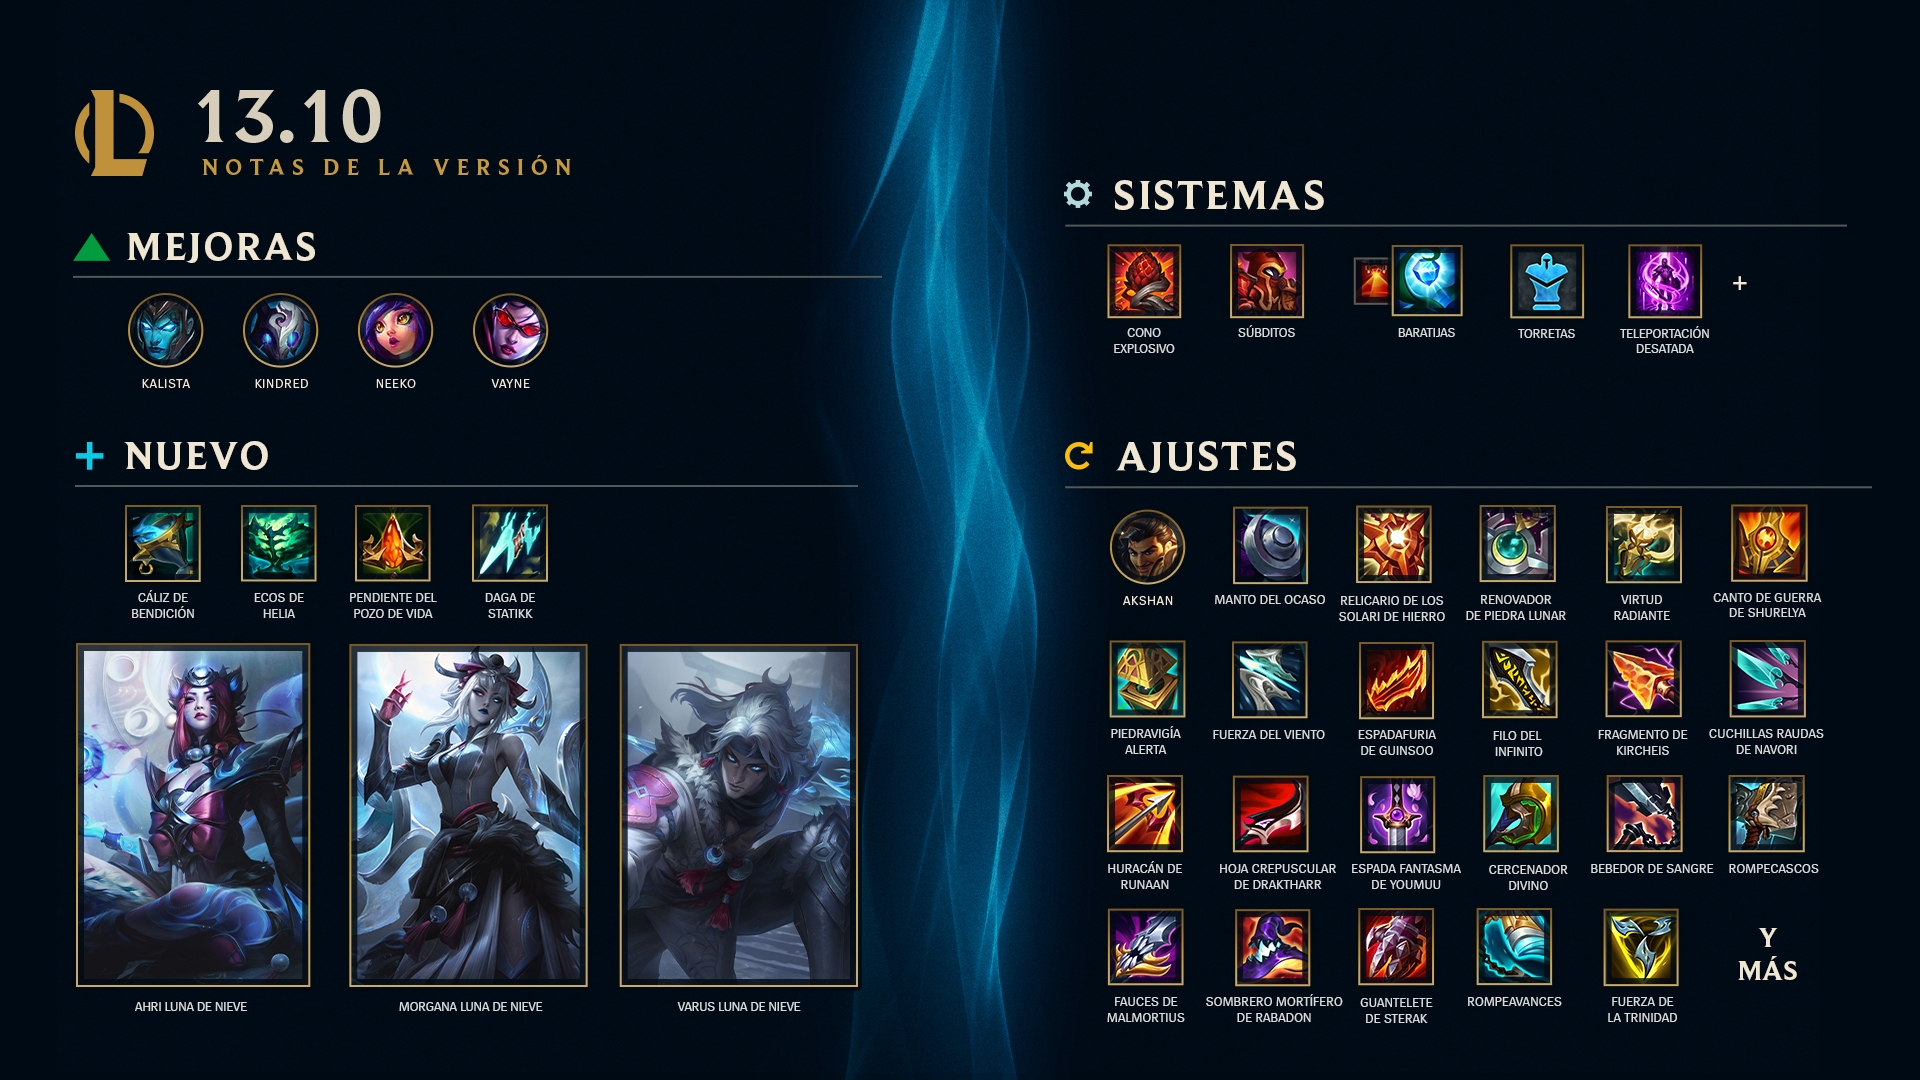 13.10
NOTAS DE LA VERSIÓN
MEJORAS
KALISTA
KINDRED
NEEKO
VAYNE
NUEVO
CÁLIZ DE
BENDICIÓN
ECOS DE
HELIA
PENDIENTE DEL
POZO DE VIDA
DAGA DE
STATIKK
AHRI LUNA DE NIEVE
MORGANA LUNA DE NIEVE
VARUS LUNA DE NIEVE
SISTEMAS
CONO
EXPLOSIVO
SÚBDITOS
BARATIJAS
TORRETAS
TELEPORTACIÓN
DESATADA
+
AJUSTES
AKSHAN
MANTO DEL OCASO
RELICARIO DE LOS
SOLARI DE HIERRO
RENOVADOR
DE PIEDRA LUNAR
VIRTUD
RADIANTE
CANTO DE GUERRA
DE SHURELYA
PIEDRAVIGÍA
ALERTA
FUERZA DEL VIENTO
ESPADAFURIA
DE GUINSOO
FILO DEL
INFINITO
FRAGMENTO DE
KIRCHEIS
CUCHILLAS RAUDAS
DE NAVORI
HURACÁN DE
RUNAAN
HOJA CREPUSCULAR
DE DRAKTHARR
ESPADA FANTASMA
DE YOUMUU
CERCENADOR
DIVINO
BEBEDOR DE SANGRE
ROMPECASCOS
FAUCES DE
MALMORTIUS
SOMBRERO MORTÍFERO
DE RABADON
GUANTELETE
DE STERAK
ROMPEAVANCES
FUERZA DE
LA TRINIDAD
Y
MÁS